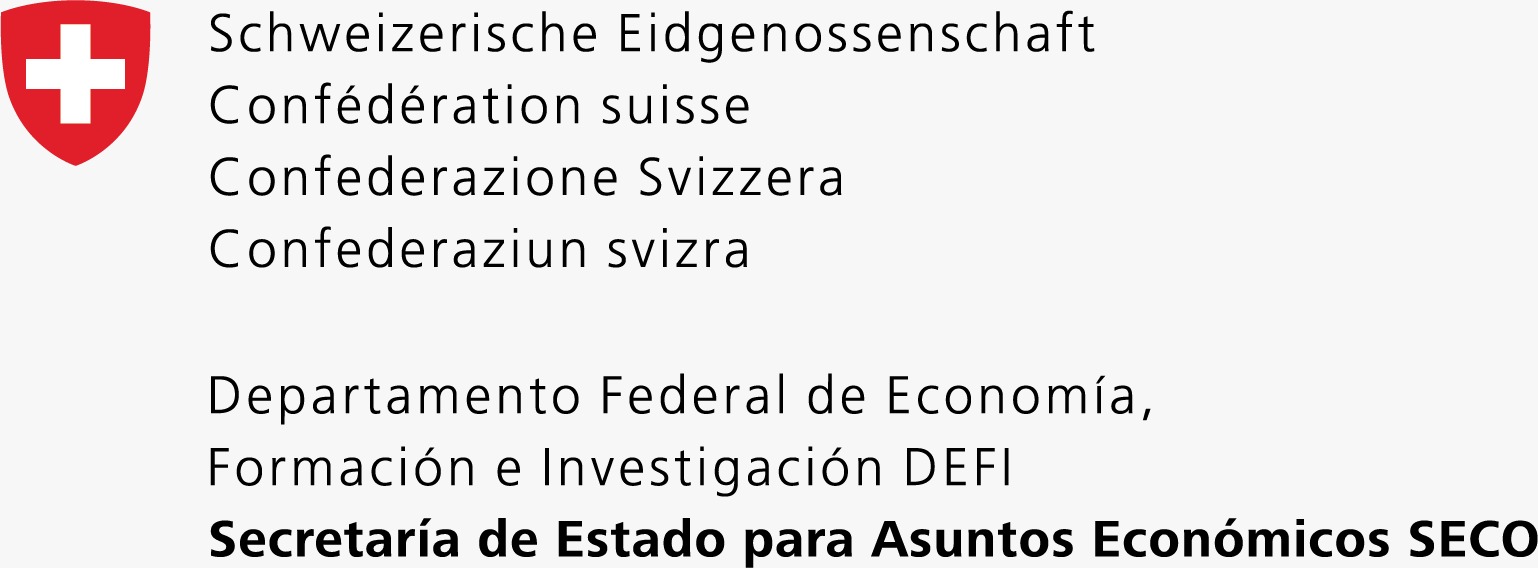 Schweizerische Eidgenossenschaft
Confédération suisse
Confederazione Svizzera
Confederaziun svizra
Departamento Federal de Economía,
Formación e Investigación DEFI
Secretaría de Estado para Asuntos Económicos SECO